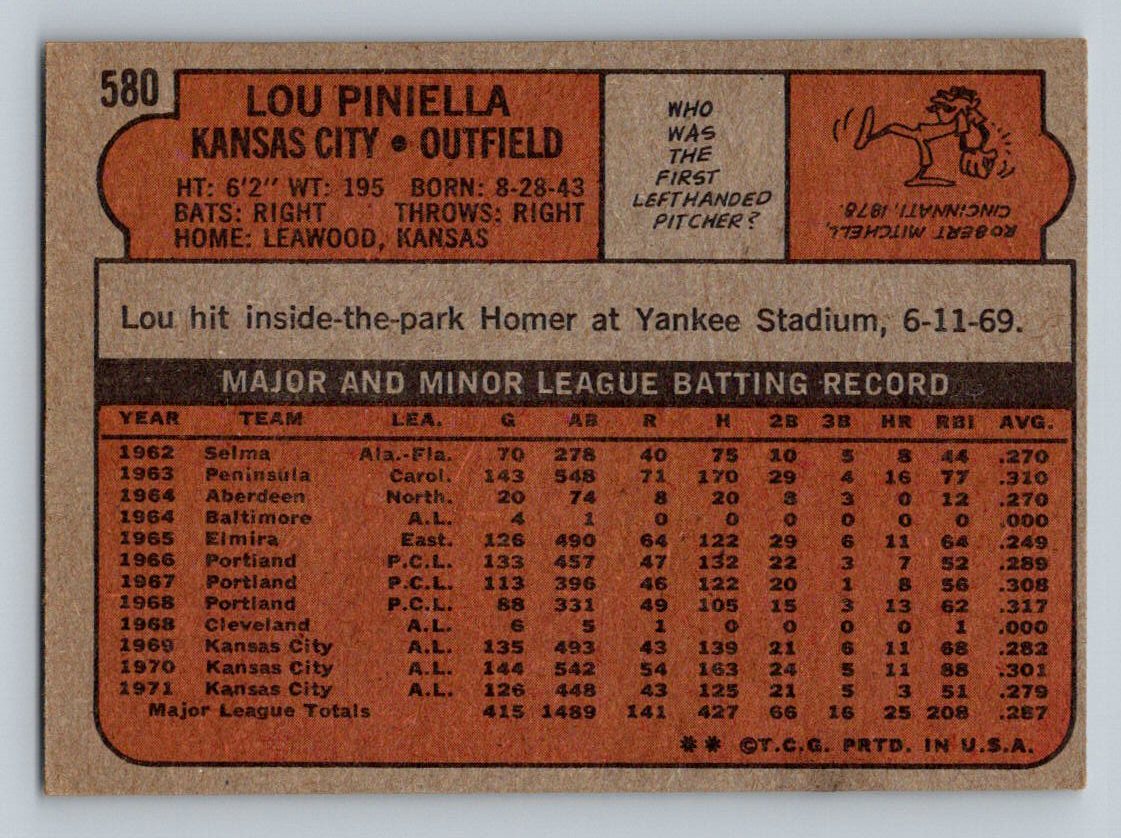 580
LOU PINIELLA
KANSAS CITY • OUTFIELD
HT: 6'2" WT: 195 BORN: 8-28-43
BATS: RIGHT THROWS: RIGHT
HOME: LEAWOOD, KANSAS
WHO
WAS
THE
FIRST
LEFTHANDED
PITCHER?
ROBERT MITCHELL,
CINCINNATI, 1878.
Lou hit inside-the-park Homer at Yankee Stadium, 6-11-69.
MAJOR AND MINOR LEAGUE BATTING RECORD
YEAR TEAM LEA. G AB R H 2B 3B HR RBI AVG.
1962 Selma Ala.-Fla. 70 278 40 75 10 5 8 44 .270
1963 Peninsula Carol. 143 548 71 170 29 4 16 77 .310
1964 Aberdeen North. 20 74 8 20 8 3 0 12 .270
1964 Baltimore A.L. 4 1 0 0 0 0 0 0 .000
1965 Elmira East. 126 490 64 122 29 6 11 64 .249
1966 Portland P.C.L. 133 457 47 132 22 3 7 52 .289
1967 Portland P.C.L. 113 396 46 122 20 1 8 56 .308
1968 Portland P.C.L. 88 331 49 105 15 3 13 62 .317
1968 Cleveland A.L. 6 5 1 0 0 0 0 1 .000
1969 Kansas City A.L. 135 493 43 139 21 6 11 68 .282
1970 Kansas City A.L. 144 542 54 163 24 5 11 88 .301
1971 Kansas City A.L. 126 448 43 125 21 5 3 51 .279
Major League Totals 415 1489 141 427 66 16 25 208 .287
** ©T.C.G. PRTD. IN U.S.A.